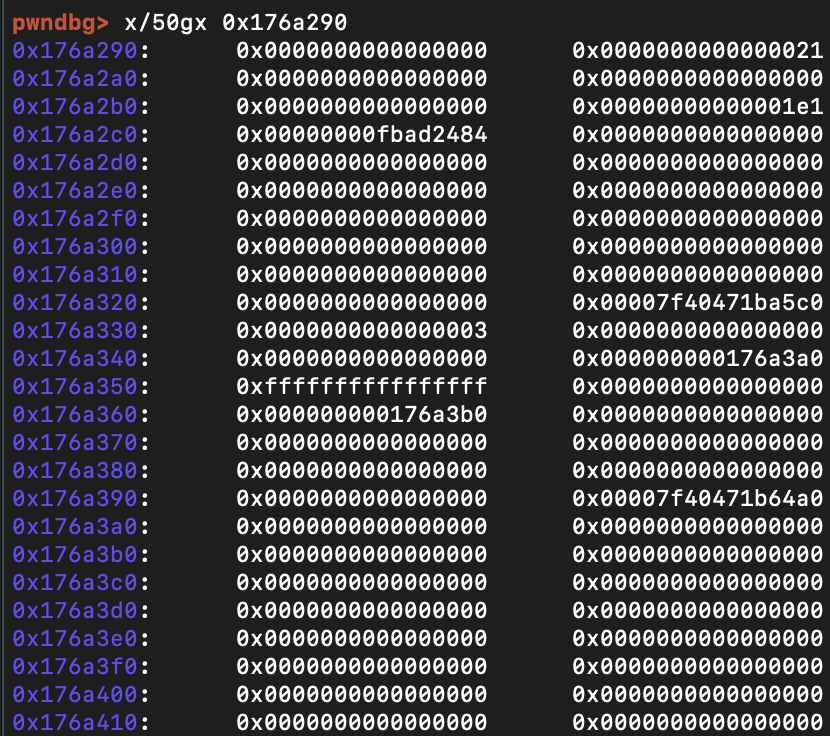 pwndbg> x/50gx 0x176a290
0x176a290: 0x0000000000000000 0x0000000000000021
0x176a2a0: 0x0000000000000000 0x0000000000000000
0x176a2b0: 0x0000000000000000 0x00000000000001e1
0x176a2c0: 0x00000000fbad2484 0x0000000000000000
0x176a2d0: 0x0000000000000000 0x0000000000000000
0x176a2e0: 0x0000000000000000 0x0000000000000000
0x176a2f0: 0x0000000000000000 0x0000000000000000
0x176a300: 0x0000000000000000 0x0000000000000000
0x176a310: 0x0000000000000000 0x0000000000000000
0x176a320: 0x0000000000000000 0x00007f40471ba5c0
0x176a330: 0x0000000000000003 0x0000000000000000
0x176a340: 0x0000000000000000 0x000000000176a3a0
0x176a350: 0xffffffffffffffff 0x0000000000000000
0x176a360: 0x000000000176a3b0 0x0000000000000000
0x176a370: 0x0000000000000000 0x0000000000000000
0x176a380: 0x0000000000000000 0x0000000000000000
0x176a390: 0x0000000000000000 0x00007f40471b64a0
0x176a3a0: 0x0000000000000000 0x0000000000000000
0x176a3b0: 0x0000000000000000 0x0000000000000000
0x176a3c0: 0x0000000000000000 0x0000000000000000
0x176a3d0: 0x0000000000000000 0x0000000000000000
0x176a3e0: 0x0000000000000000 0x0000000000000000
0x176a3f0: 0x0000000000000000 0x0000000000000000
0x176a400: 0x0000000000000000 0x0000000000000000
0x176a410: 0x0000000000000000 0x0000000000000000